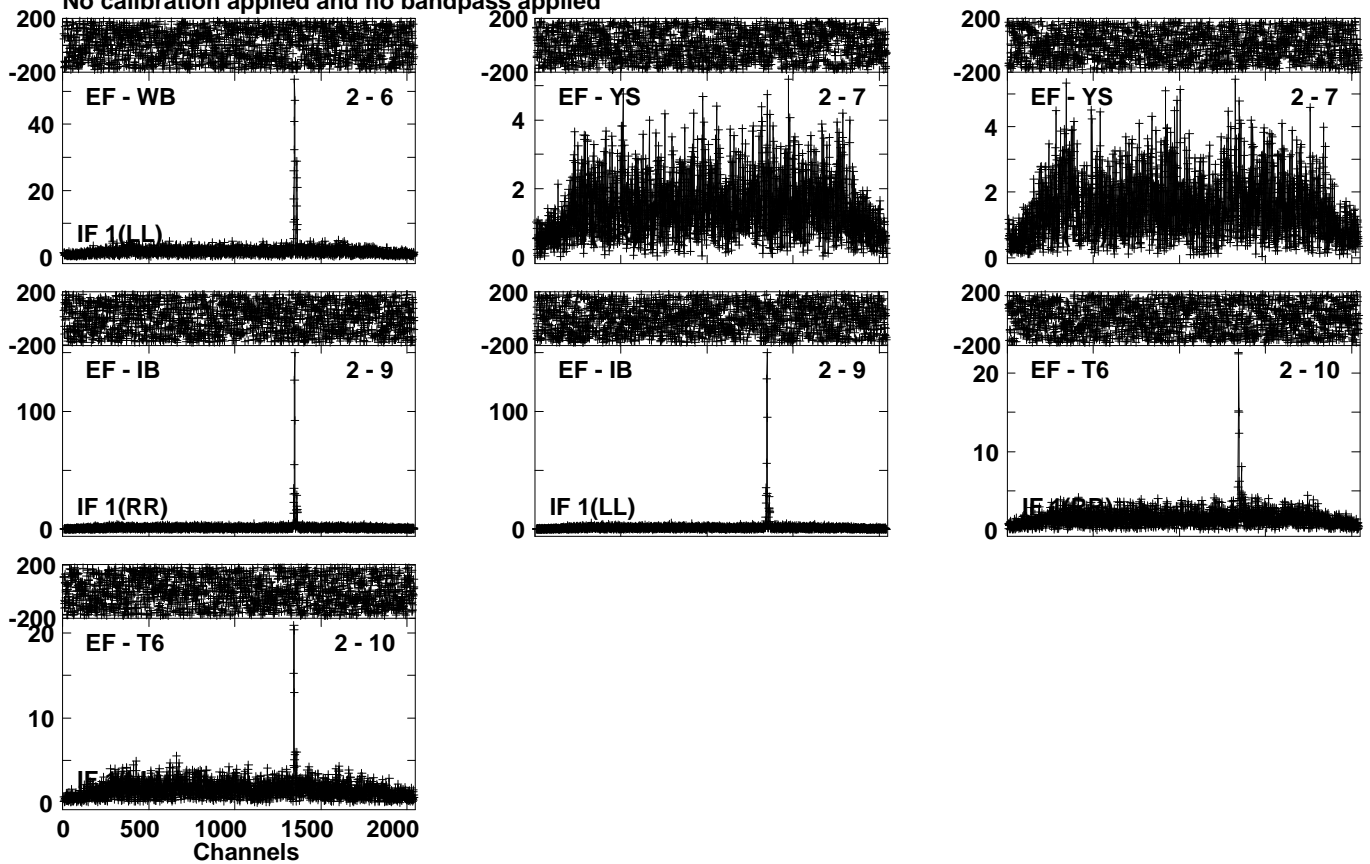 No calibration applied and no bandpass applied
200
-200
EF - WB 2 - 6
40
20
0
IF 1(LL)
200
-200
EF - YS 2 - 7
4
2
0
200
-200
EF - YS 2 - 7
4
2
0
200
-200
EF - IB 2 - 9
100
0
IF 1(RR)
200
-200
EF - IB 2 - 9
100
0
IF 1(LL)
200
-200
EF - T6 2 - 10
20
10
0
200
-200
EF - T6 2 - 10
20
10
0
0 500 1000 1500 2000
Channels